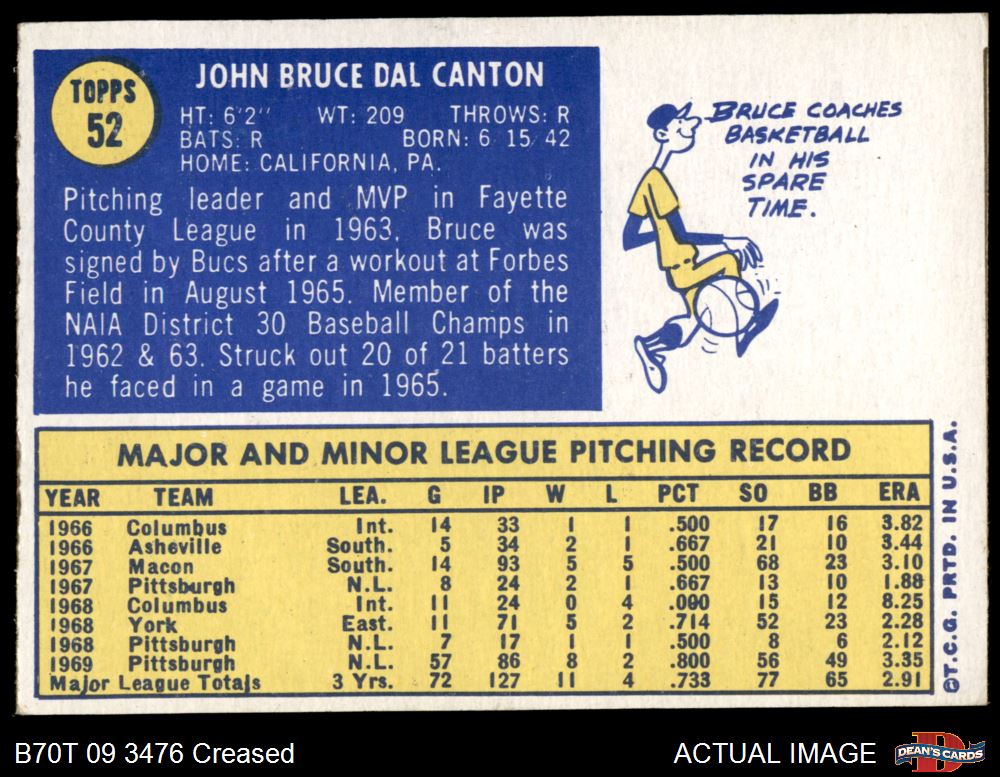 TOPPS
52
JOHN BRUCE DAL CANTON
HT: 6'2" WT: 209 THROWS: R
BATS: R BORN: 6 15 42
HOME: CALIFORNIA, PA.
Pitching leader and MVP in Fayette
County League in 1963, Bruce was
signed by Bucs after a workout at Forbes
Field in August 1965. Member of the
NAIA District 30 Baseball Champs in
1962 & 63. Struck out 20 of 21 batters
he faced in a game in 1965.
BRUCE COACHES
BASKETBALL
IN HIS
SPARE
TIME.
MAJOR AND MINOR LEAGUE PITCHING RECORD
YEAR TEAM LEA. G IP W L PCT SO BB ERA
1966 Columbus Int. 14 33 1 1 .500 17 16 3.82
1966 Asheville South. 5 34 2 1 .667 21 10 3.44
1967 Macon South. 14 93 5 5 .500 68 23 3.10
1967 Pittsburgh N.L. 8 24 2 1 .667 13 10 1.88
1968 Columbus Int. 11 24 0 4 .000 15 12 8.25
1968 York East. 11 71 5 2 .714 52 23 2.28
1968 Pittsburgh N.L. 7 17 1 1 .500 8 6 2.12
1969 Pittsburgh N.L. 57 86 8 2 .800 56 49 3.35
Major League Totals 3 Yrs. 72 127 11 4 .733 77 65 2.91
©T.C.G. PRTD. IN U.S.A.
B70T 09 3476 Creased
ACTUAL IMAGE
DEAN'S CARDS